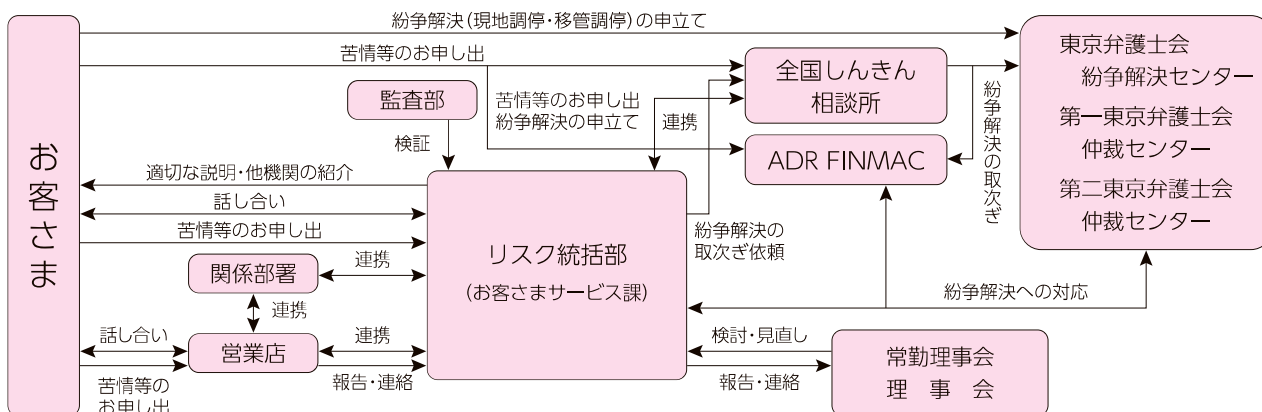 紛争解決(現地調停・移管調停)の申立て
苦情等のお申し出
お客さま
監査部
検証
苦情等のお申し出
紛争解決の申立て
連携
全国しんきん
相談所
ADR FINMAC
紛争解決の取次ぎ
東京弁護士会
紛争解決センター
第一東京弁護士会
仲裁センター
第二東京弁護士会
仲裁センター
適切な説明・他機関の紹介
話し合い
苦情等のお申し出
関係部署
連携
連携
リスク統括部
(お客さまサービス課)
紛争解決の
取次ぎ依頼
紛争解決への対応
話し合い
営業店
連携
苦情等の
お申し出
報告・連絡
検討・見直し
報告・連絡
常勤理事会
理事会